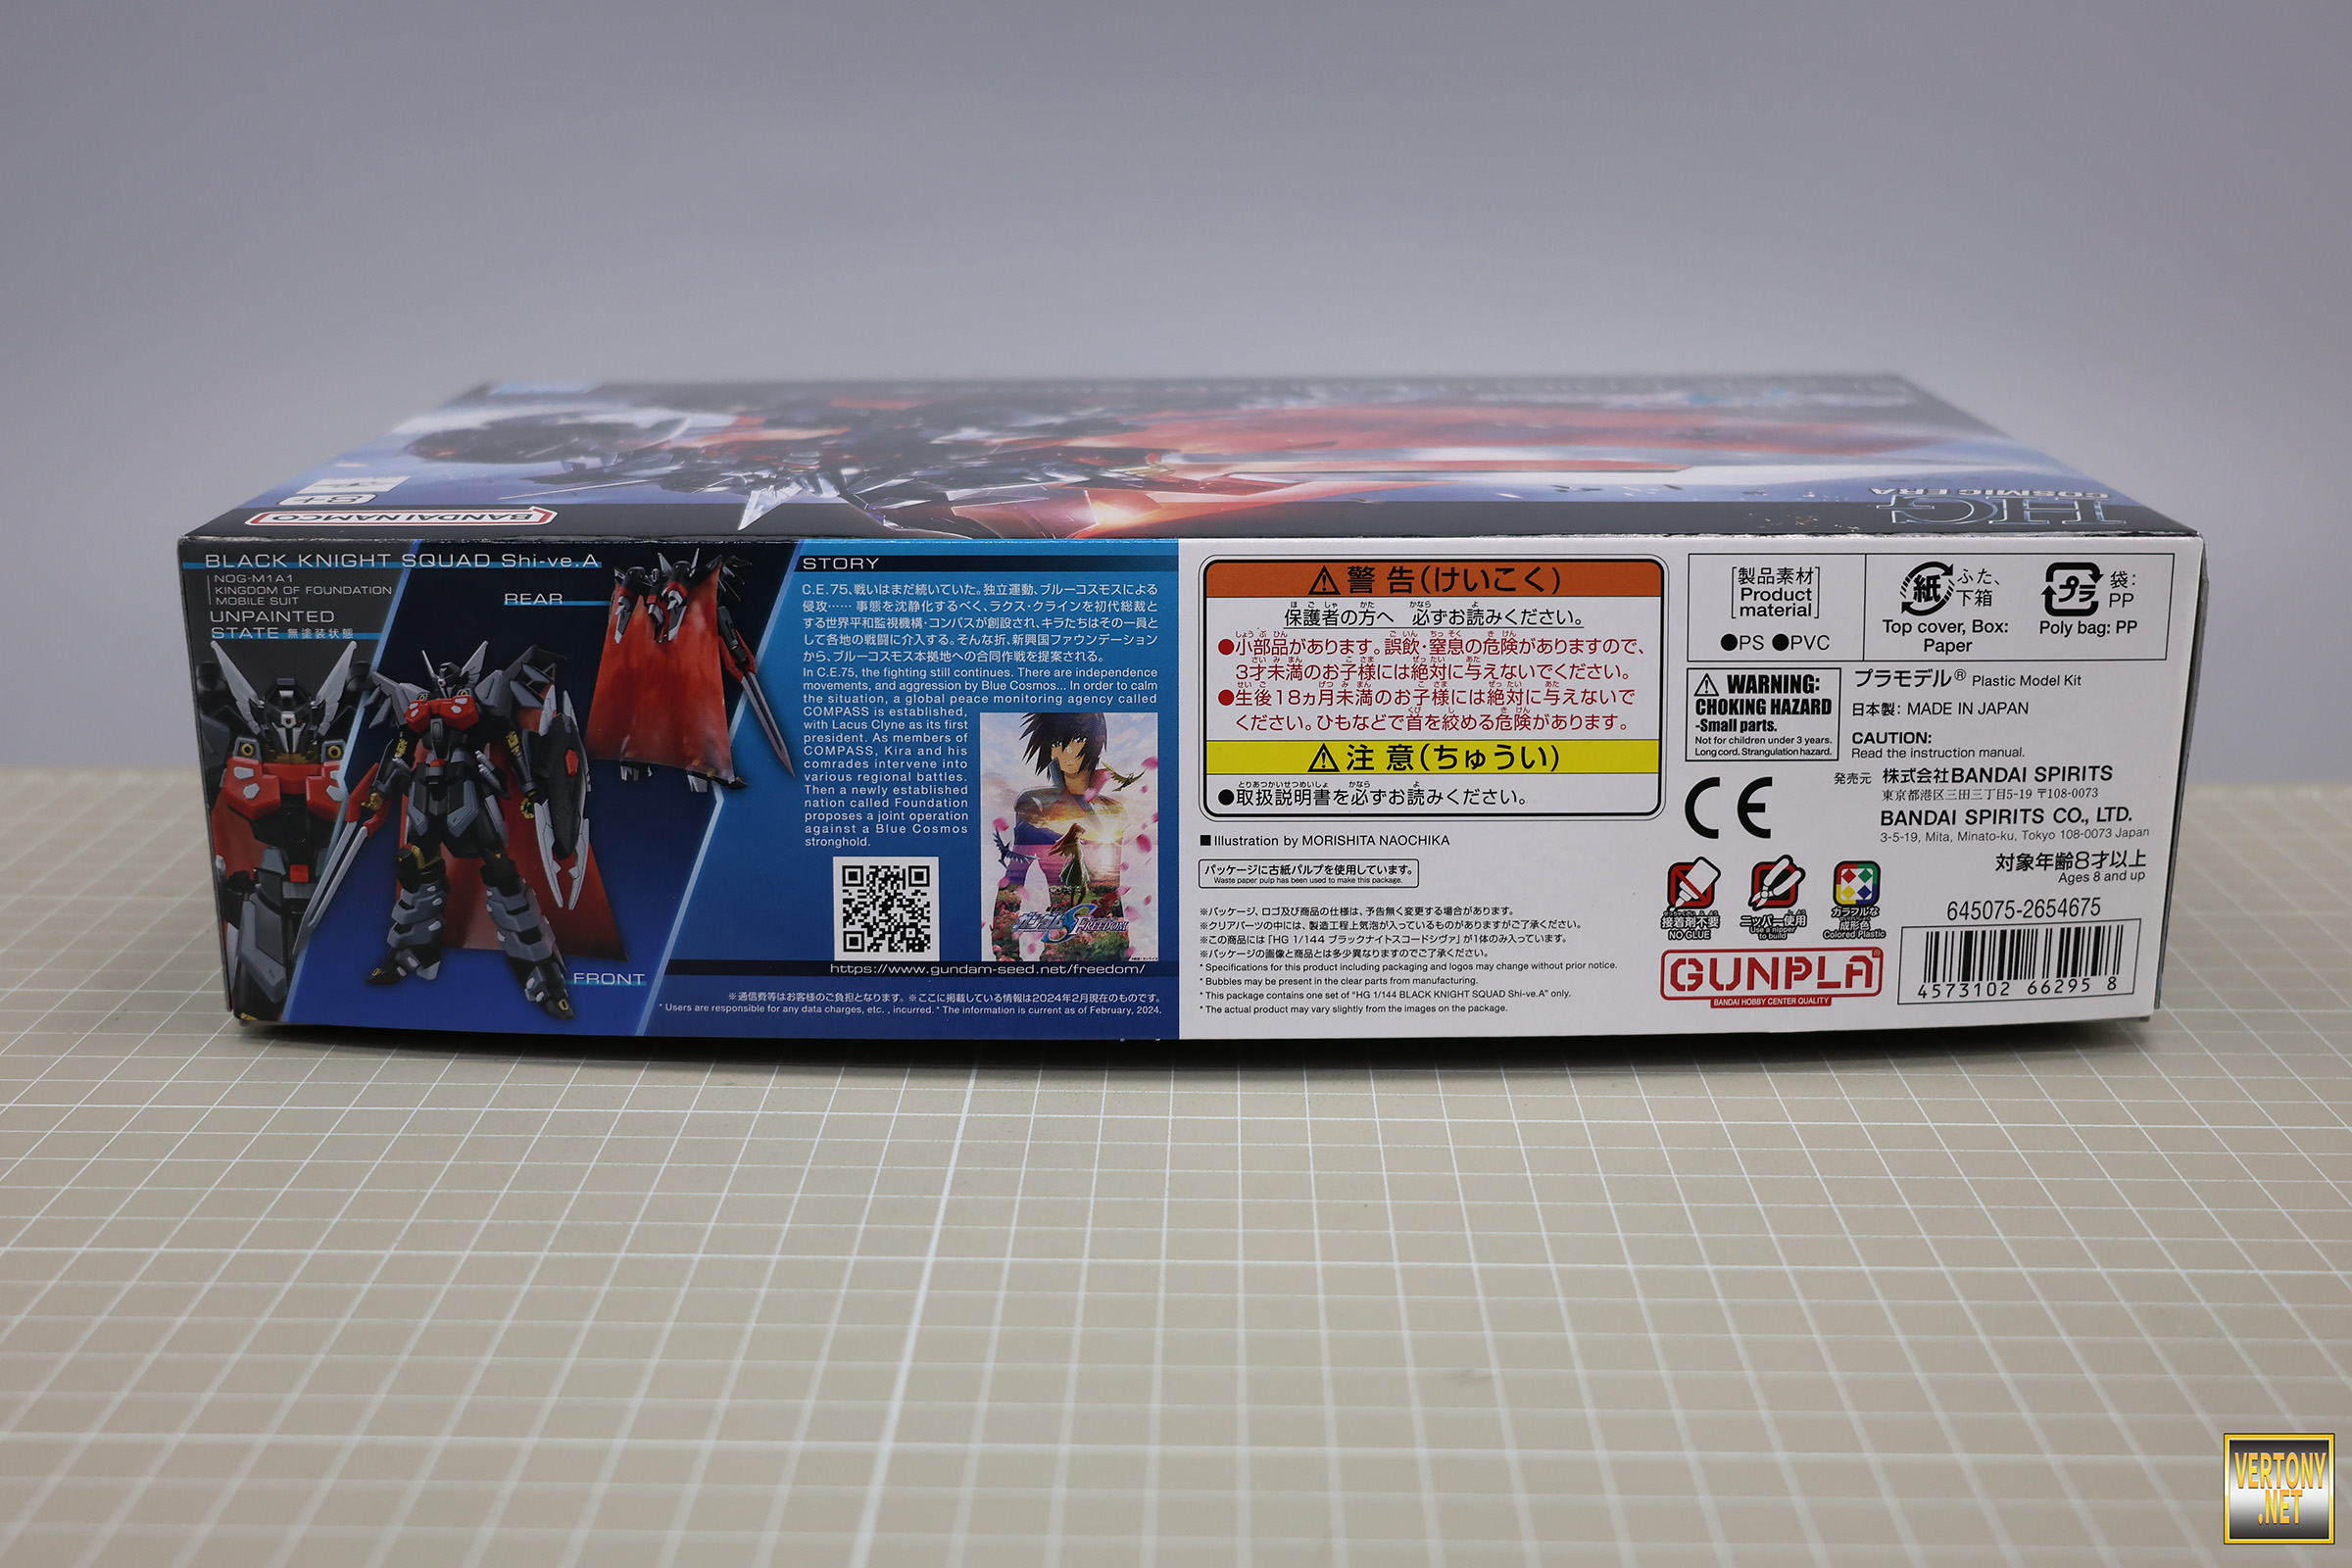 BANDAI NAMCO
8+
HG
COSMIC ERA
BLACK KNIGHT SQUAD Shi-ve.A
NOG-M1A1
KINGDOM OF FOUNDATION
MOBILE SUIT
UNPAINTED
STATE 無塗装状態
REAR
FRONT
STORY
C.E.75、戦いはまだ続いていた。独立運動、ブルーコスモスによる
侵攻…… 事態を沈静化するべく、ラクス・クラインを初代総裁と
する世界平和監視機構・コンパスが創設され、キラたちはその一員と
して各地の戦闘に介入する。そんな折、新興国ファウンデーション
から、ブルーコスモス本拠地への合同作戦を提案される。
In C.E.75, the fighting still continues. There are independence
movements, and aggression by Blue Cosmos... In order to calm
the situation, a global peace monitoring agency called
COMPASS is established,
with Lacus Clyne as its first
president. As members of
COMPASS, Kira and his
comrades intervene into
various regional battles.
Then a newly established
nation called Foundation
proposes a joint operation
against a Blue Cosmos
stronghold.
ガンダムSEED FREEDOM
https://www.gundam-seed.net/freedom/
※通信費等はお客様のご負担となります。※ここに掲載している情報は2024年2月現在のものです。
* Users are responsible for any data charges, etc. , incurred. * The information is current as of February, 2024.
警告(けいこく)
保護者の方へ 必ずお読みください。
●小部品があります。誤飲・窒息の危険がありますので、
3才未満のお子様には絶対に与えないでください。
●生後18ヵ月未満のお子様には絶対に与えないで
ください。ひもなどで首を絞める危険があります。
注意(ちゅうい)
●取扱説明書を必ずお読みください。
■Illustration by MORISHITA NAOCHIKA
パッケージに古紙パルプを使用しています。
Waste paper pulp has been used to make this package.
※パッケージ、ロゴ及び商品の仕様は、予告無く変更する場合があります。
※クリアパーツの中には、製造工程上気泡が入っているものがありますがご了承ください。
※この商品には「HG 1/144 ブラックナイトスコードシヴァ」が1体のみ入っています。
※パッケージの画像と商品とは多少異なりますのでご了承ください。
* Specifications for this product including packaging and logos may change without prior notice.
* Bubbles may be present in the clear parts from manufacturing.
* This package contains one set of "HG 1/144 BLACK KNIGHT SQUAD Shi-ve.A" only.
* The actual product may vary slightly from the images on the package.
[製品素材
Product
material]
●PS ●PVC
紙 ふた、
下箱
Top cover, Box:
Paper
プラ 袋:
PP
Poly bag: PP
WARNING:
CHOKING HAZARD
-Small parts.
Not for children under 3 years.
Long cord. Strangulation hazard.
プラモデル® Plastic Model Kit
日本製: MADE IN JAPAN
CAUTION:
Read the instruction manual.
CE
発売元 株式会社BANDAI SPIRITS
東京都港区三田三丁目5-19 〒108-0073
BANDAI SPIRITS CO., LTD.
3-5-19, Mita, Minato-ku, Tokyo 108-0073 Japan
対象年齢8才以上
Ages 8 and up
接着剤不要
NO GLUE
ニッパー使用
Use a nipper
to build
カラフルな
成形色
Colored Plastic
GUNPLA®
BANDAI HOBBY CENTER QUALITY
645075-2654675
4573102 66295 8
VERTONY
.NET